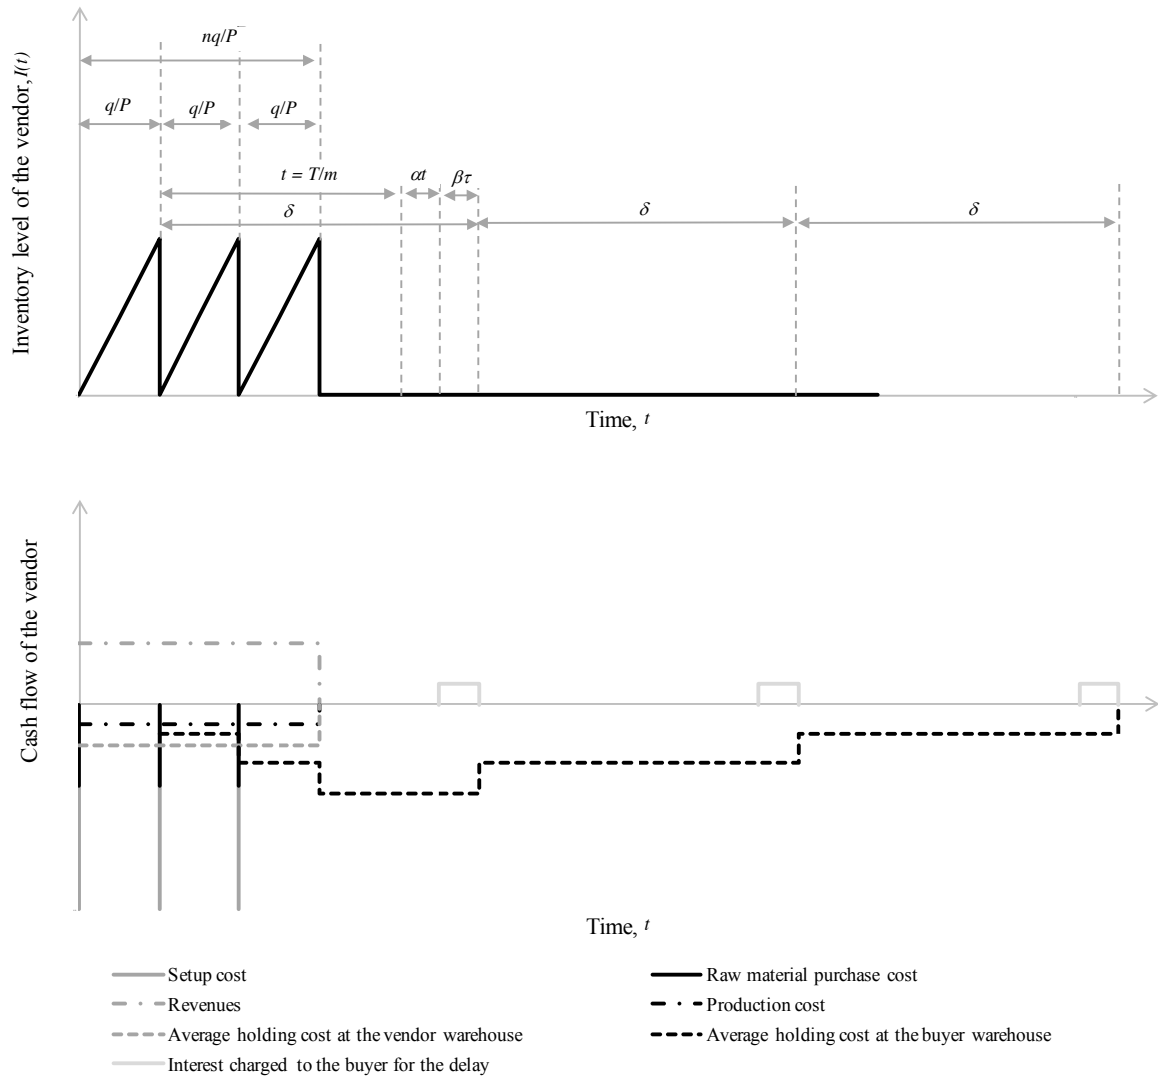 nq/P
Inventory level of the vendor, I(t)
q/P
q/P
q/P
t = T/m
αt
βτ
δ
δ
δ
Time, t
Cash flow of the vendor
Time, t
Setup cost
Raw material purchase cost
Revenues
Production cost
Average holding cost at the vendor warehouse
Average holding cost at the buyer warehouse
Interest charged to the buyer for the delay